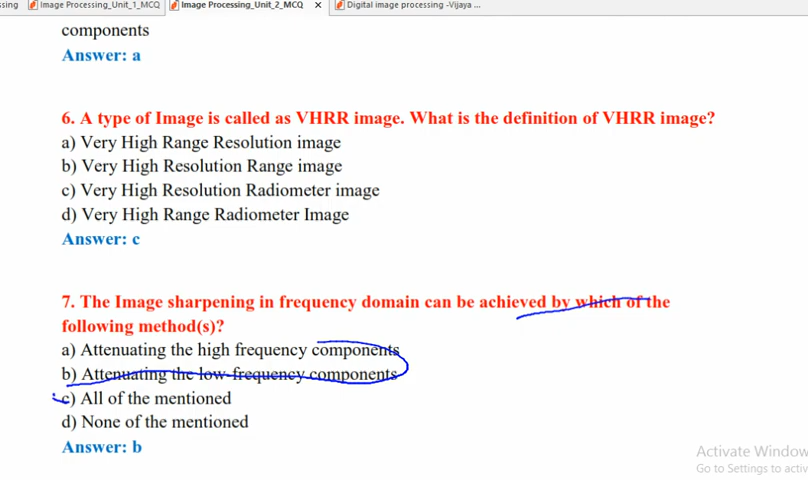 ssing
Image Processing_Unit_1_MCQ
Image Processing_Unit_2_MCQ
Digital image processing -Vijaya ...
components
Answer: a
6. A type of Image is called as VHRR image. What is the definition of VHRR image?
a) Very High Range Resolution image
b) Very High Resolution Range image
c) Very High Resolution Radiometer image
d) Very High Range Radiometer Image
Answer: c
7. The Image sharpening in frequency domain can be achieved by which of the
following method(s)?
a) Attenuating the high frequency components
b) Attenuating the low-frequency components
c) All of the mentioned
d) None of the mentioned
Answer: b
Activate Window
Go to Settings to activ